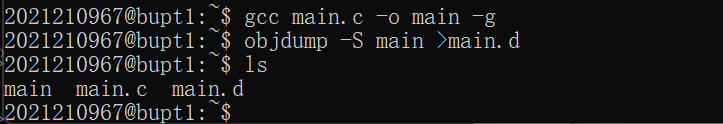 2021210967@bupt1:~$ gcc main.c -o main -g
2021210967@bupt1:~$ objdump -S main >main.d
2021210967@bupt1:~$ ls
main  main.c  main.d
2021210967@bupt1:~$